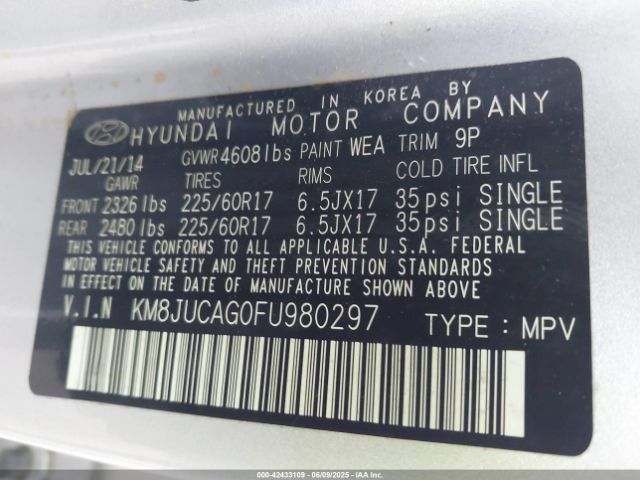 MANUFACTURED IN KOREA BY
HYUNDAI MOTOR COMPANY
JUL/21/14 GVWR 4608lbs PAINT WEA TRIM 9P
GAWR TIRES RIMS COLD TIRE INFL
FRONT 2326lbs 225/60R17 6.5JX17 35psi SINGLE
REAR 2480lbs 225/60R17 6.5JX17 35psi SINGLE
THIS VEHICLE CONFORMS TO ALL APPLICABLE U.S.A. FEDERAL
MOTOR VEHICLE SAFETY AND THEFT PREVENTION STANDARDS
IN EFFECT ON THE DATE OF MANUFACTURE SHOWN ABOVE
V.I.N KM8JUCAG0FU980297 TYPE : MPV
000-42433109 - 06/09/2025 - IAAI.COM